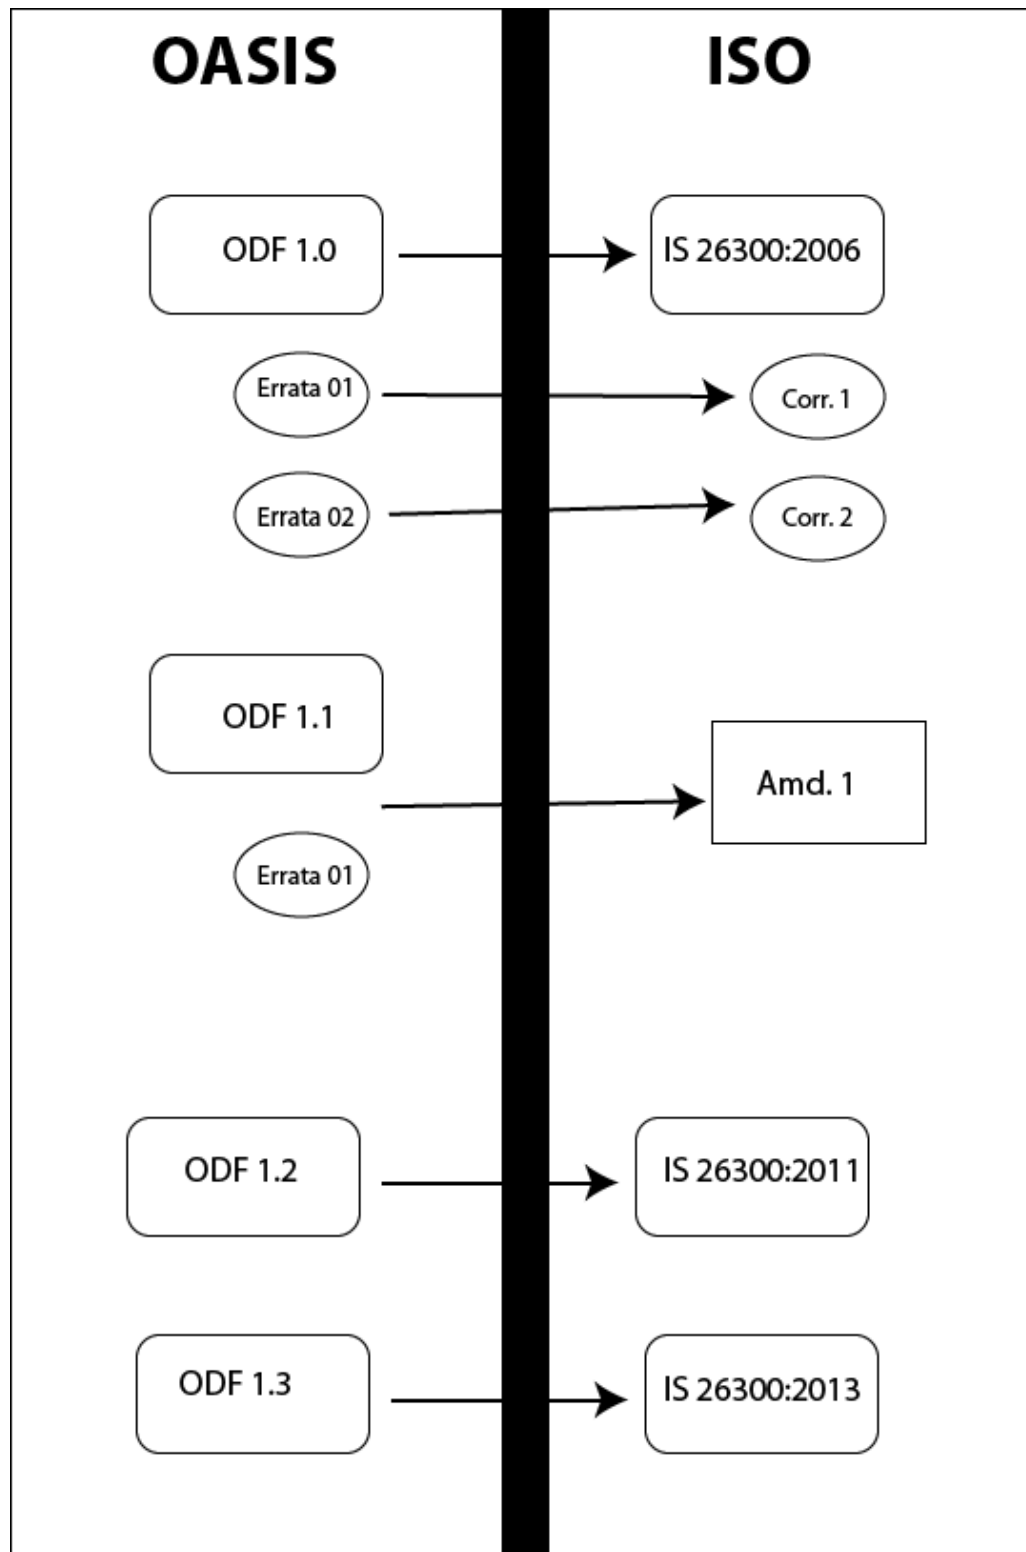 OASIS
ISO
ODF 1.0
IS 26300:2006
Errata 01
Corr. 1
Errata 02
Corr. 2
ODF 1.1
Amd. 1
Errata 01
ODF 1.2
IS 26300:2011
ODF 1.3
IS 26300:2013